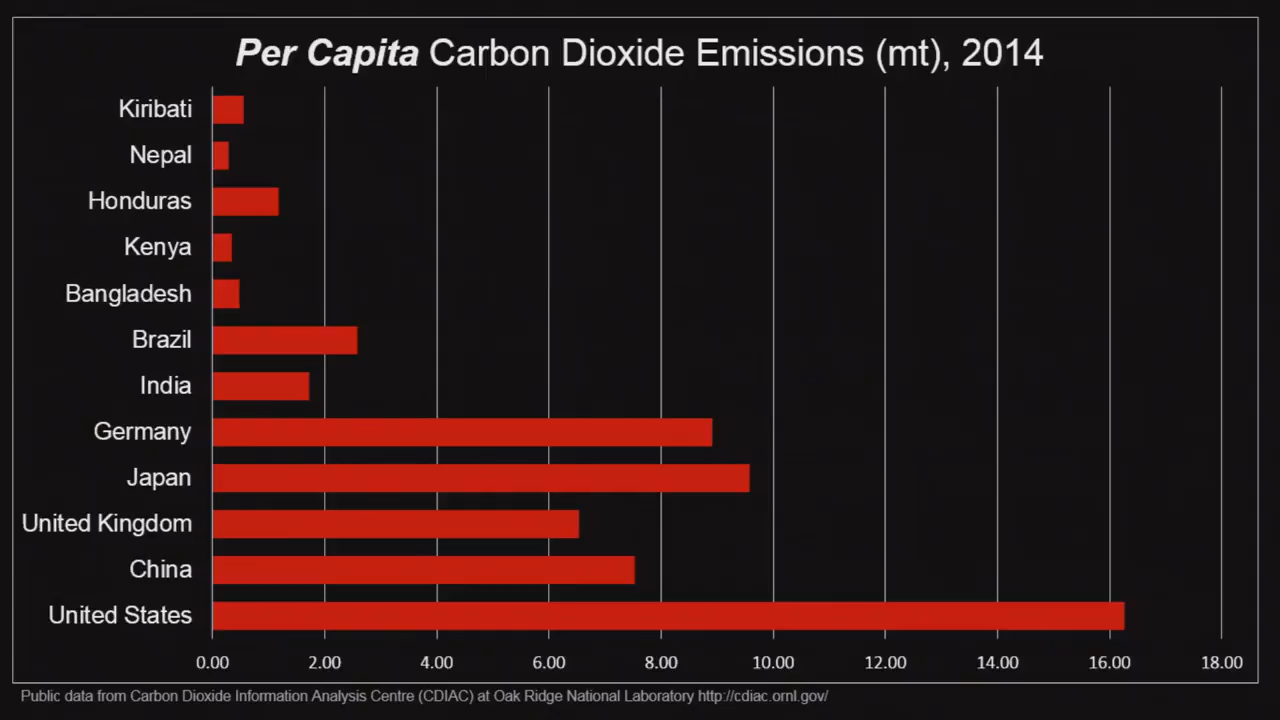 Per Capita Carbon Dioxide Emissions (mt), 2014
Kiribati
Nepal
Honduras
Kenya
Bangladesh
Brazil
India
Germany
Japan
United Kingdom
China
United States
0.00 2.00 4.00 6.00 8.00 10.00 12.00 14.00 16.00 18.00
Public data from Carbon Dioxide Information Analysis Centre (CDIAC) at Oak Ridge National Laboratory http://cdiac.ornl.gov/